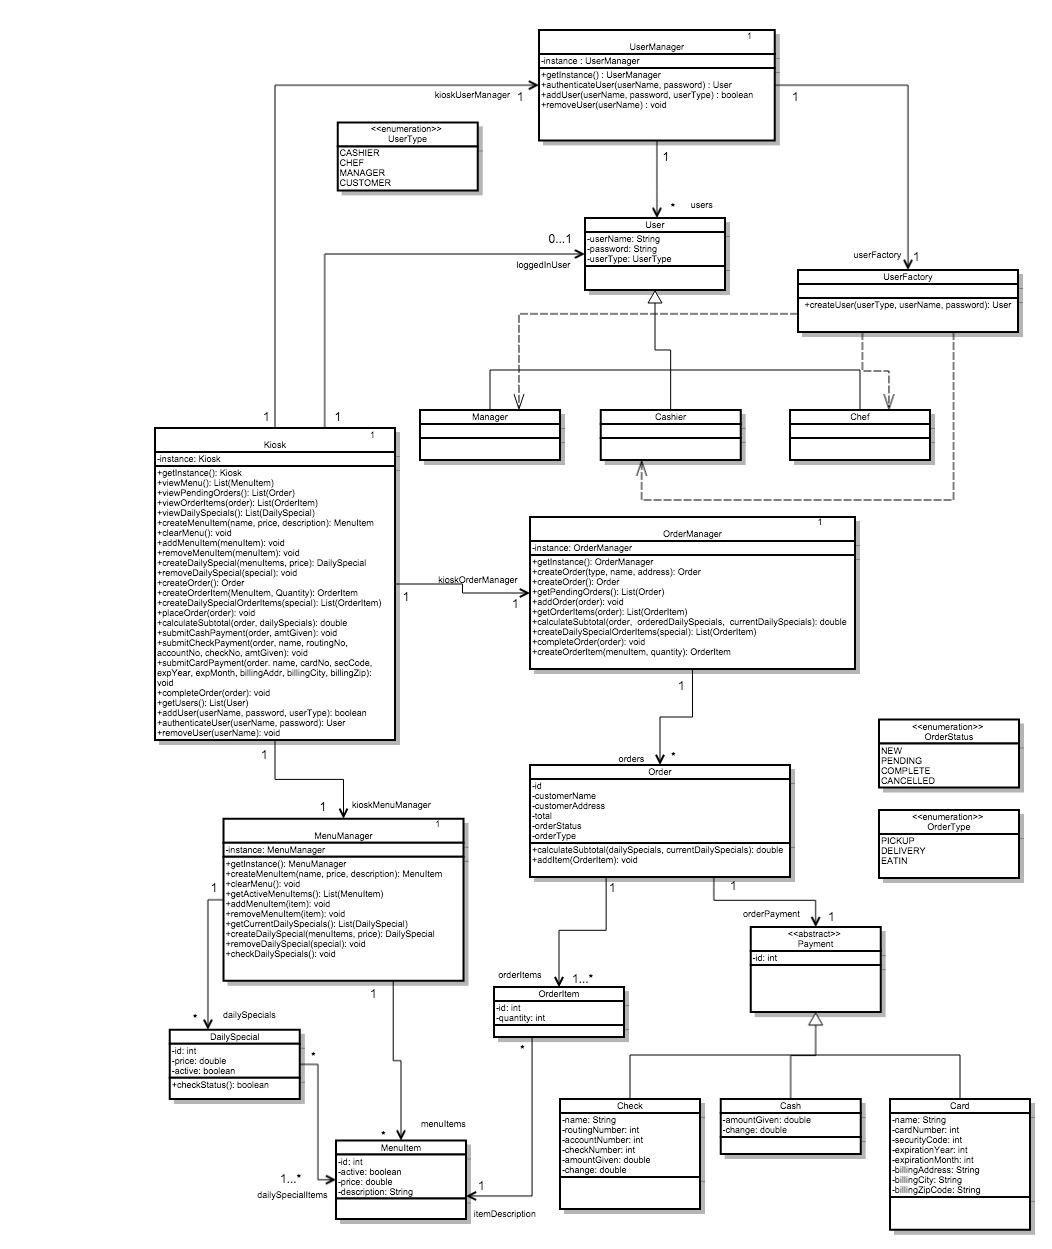 1
UserManager
-instance : UserManager
+getInstance() : UserManager
+authenticateUser(userName, password) : User
+addUser(userName, password, userType) : boolean
+removeUser(userName) : void
kioskUserManager 1
1
<<enumeration>>
UserType
CASHIER
CHEF
MANAGER
CUSTOMER
1
* users
User
-userName: String
-password: String
-userType: UserType
0...1
loggedInUser
userFactory 1
UserFactory
+createUser(userType, userName, password): User
Manager
Cashier
Chef
1
1
1
Kiosk
-instance: Kiosk
+getInstance(): Kiosk
+viewMenu(): List(MenuItem)
+viewPendingOrders(): List(Order)
+viewOrderItems(order): List(OrderItem)
+viewDailySpecials(): List(DailySpecial)
+createMenuItem(name, price, description): MenuItem
+clearMenu(): void
+addMenuItem(menuItem): void
+removeMenuItem(menuItem): void
+createDailySpecial(menuItems, price): DailySpecial
+removeDailySpecial(special): void
+createOrder(): Order
+createOrderItem(MenuItem, Quantity): OrderItem
+createDailySpecialOrderItems(special): List(OrderItem)
+placeOrder(order): void
+calculateSubtotal(order, dailySpecials): double
+submitCashPayment(order, amtGiven): void
+submitCheckPayment(order, name, routingNo,
accountNo, checkNo, amtGiven): void
+submitCardPayment(order. name, cardNo, secCode,
expYear, expMonth, billingAddr, billingCity, billingZip):
void
+completeOrder(order): void
+getUsers(): List(User)
+addUser(userName, password, userType): boolean
+authenticateUser(userName, password): User
+removeUser(userName): void
kioskOrderManager
1
1
1
OrderManager
-instance: OrderManager
+getInstance(): OrderManager
+createOrder(type, name, address): Order
+createOrder(): Order
+getPendingOrders(): List(Order)
+addOrder(order): void
+getOrderItems(order): List(OrderItem)
+calculateSubtotal(order, orderedDailySpecials, currentDailySpecials): double
+createDailySpecialOrderItems(special): List(OrderItem)
+completeOrder(order): void
+createOrderItem(menuItem, quantity): OrderItem
1
orders *
Order
-id
-customerName
-customerAddress
-total
-orderStatus
-orderType
+calculateSubtotal(dailySpecials, currentDailySpecials): double
+addItem(OrderItem): void
<<enumeration>>
OrderStatus
NEW
PENDING
COMPLETE
CANCELLED
<<enumeration>>
OrderType
PICKUP
DELIVERY
EATIN
1
1 kioskMenuManager
1
MenuManager
-instance: MenuManager
+getInstance(): MenuManager
+createMenuItem(name, price, description): MenuItem
+clearMenu(): void
+getActiveMenuItems(): List(MenuItem)
+addMenuItem(item): void
+removeMenuItem(item): void
+getCurrentDailySpecials(): List(DailySpecial)
+createDailySpecial(menuItems, price): DailySpecial
+removeDailySpecial(special): void
+checkDailySpecials(): void
1
1
* dailySpecials
DailySpecial
-id: int
-price: double
-active: boolean
+checkStatus(): boolean
*
1
1
orderItems 1...*
OrderItem
-id: int
-quantity: int
*
orderPayment 1
<<abstract>>
Payment
-id: int
* menuItems
MenuItem
-id: int
-active: boolean
-price: double
-description: String
1...*
dailySpecialItems
1
itemDescription
Check
-name: String
-routingNumber: int
-accountNumber: int
-checkNumber: int
-amountGiven: double
-change: double
Cash
-amountGiven: double
-change: double
Card
-name: String
-cardNumber: int
-securityCode: int
-expirationYear: int
-expirationMonth: int
-billingAddress: String
-billingCity: String
-billingZipCode: String